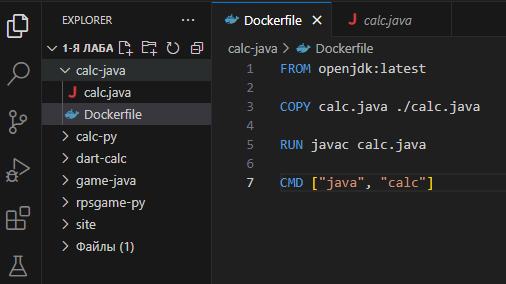 EXPLORER
1-Я ЛАБА
calc-java
calc.java
Dockerfile
calc-py
dart-calc
game-java
rpsgame-py
site
Файлы (1)
Dockerfile
calc.java
calc-java > Dockerfile
1 FROM openjdk:latest
2
3 COPY calc.java ./calc.java
4
5 RUN javac calc.java
6
7 CMD ["java", "calc"]